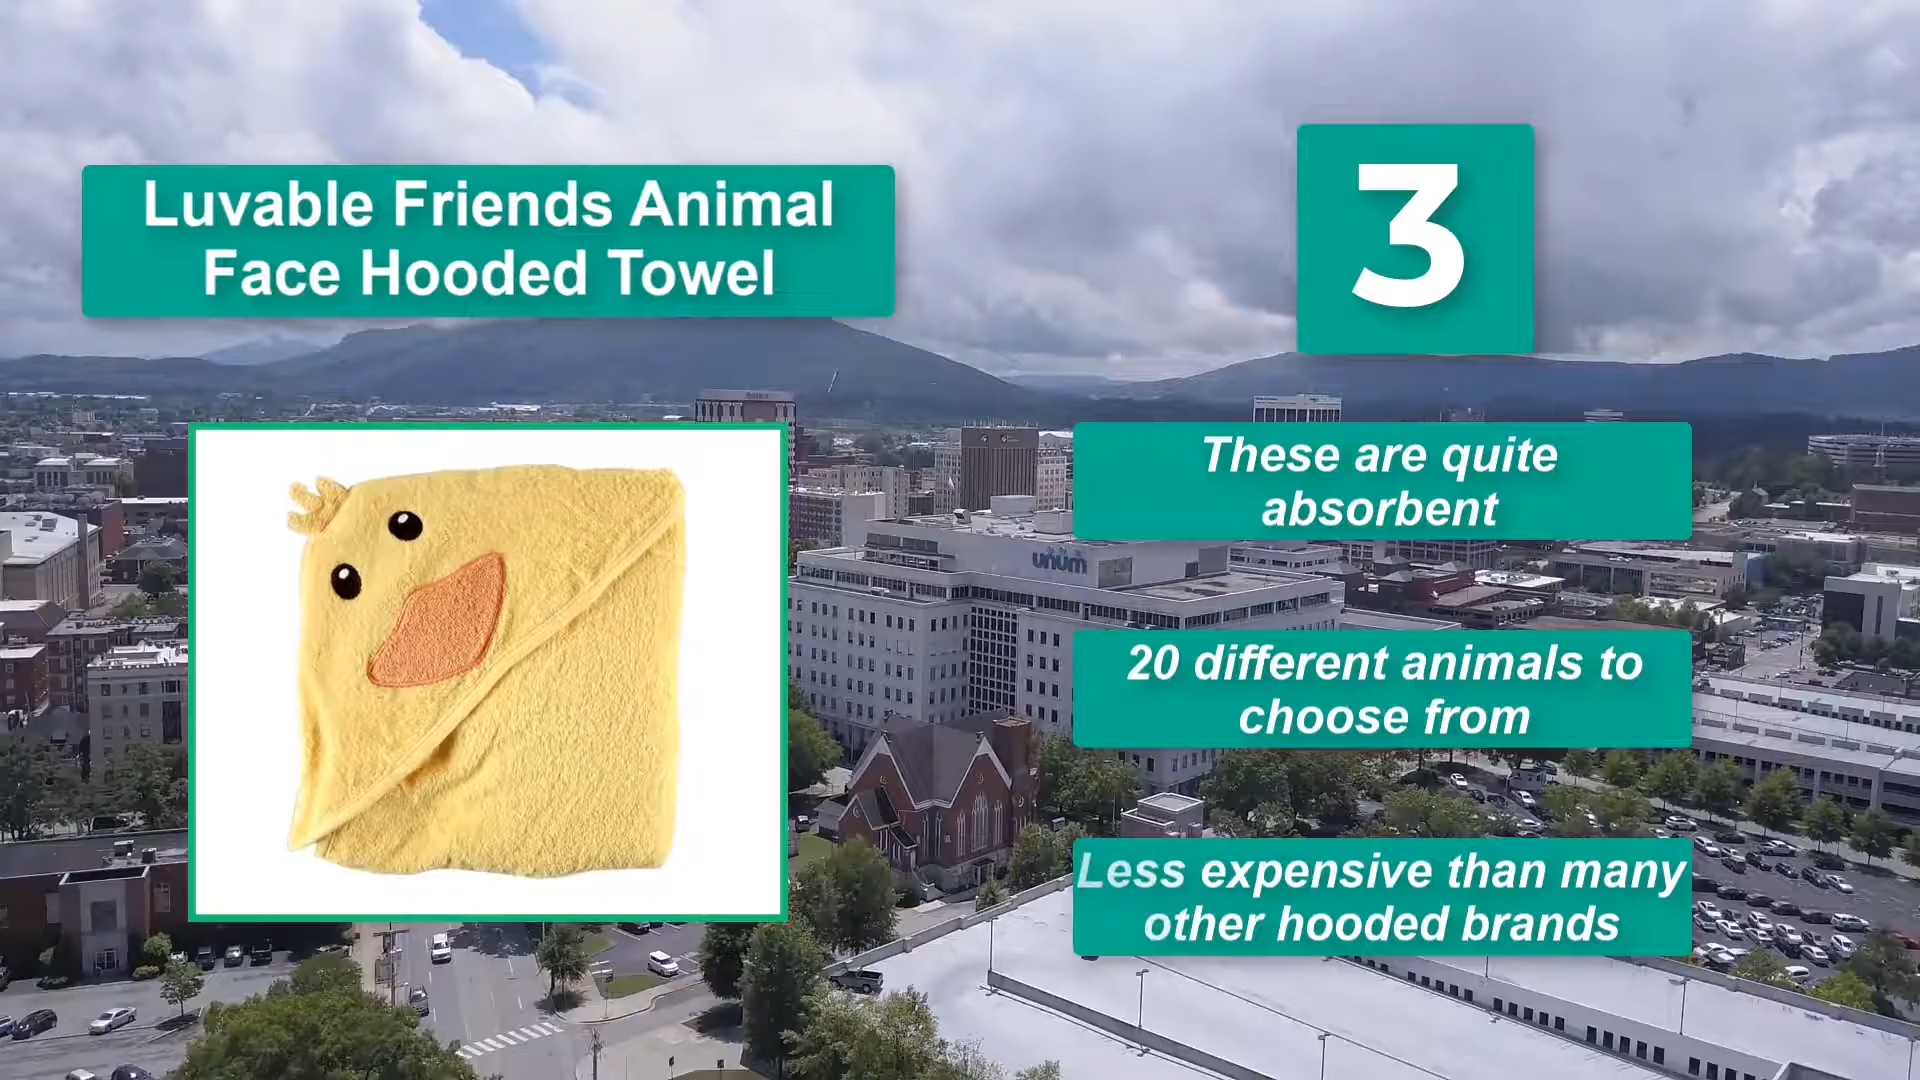 Luvable Friends Animal
Face Hooded Towel
3
These are quite
absorbent
unum
20 different animals to
choose from
Less expensive than many
other hooded brands